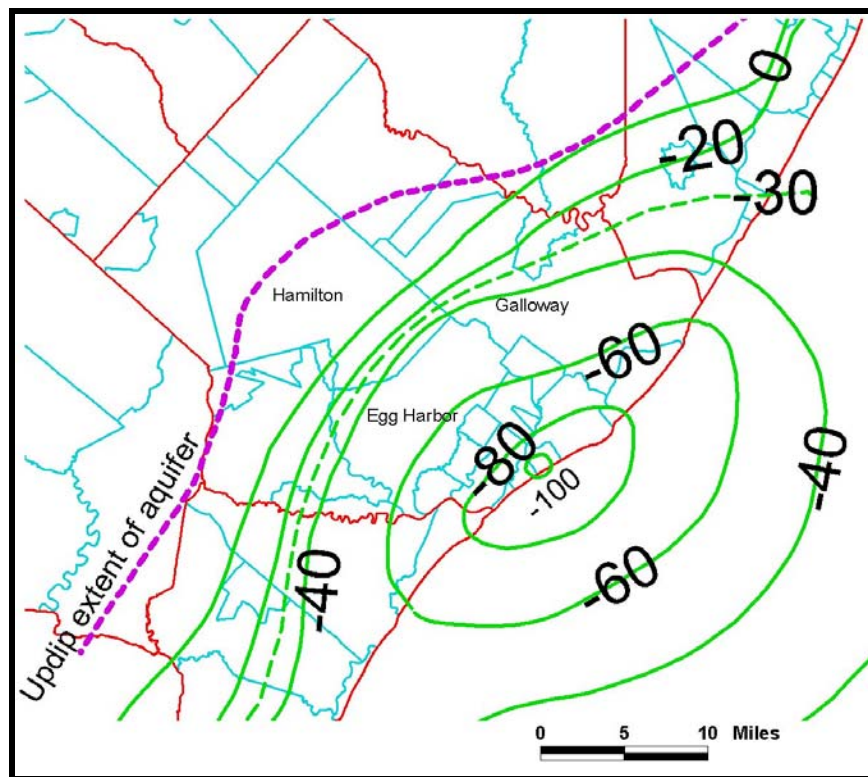 0
-20
-30
Hamilton
Galloway
-60
Egg Harbor
-80
-40
-100
Updip extent of aquifer
-40
-60
0 5 10 Miles